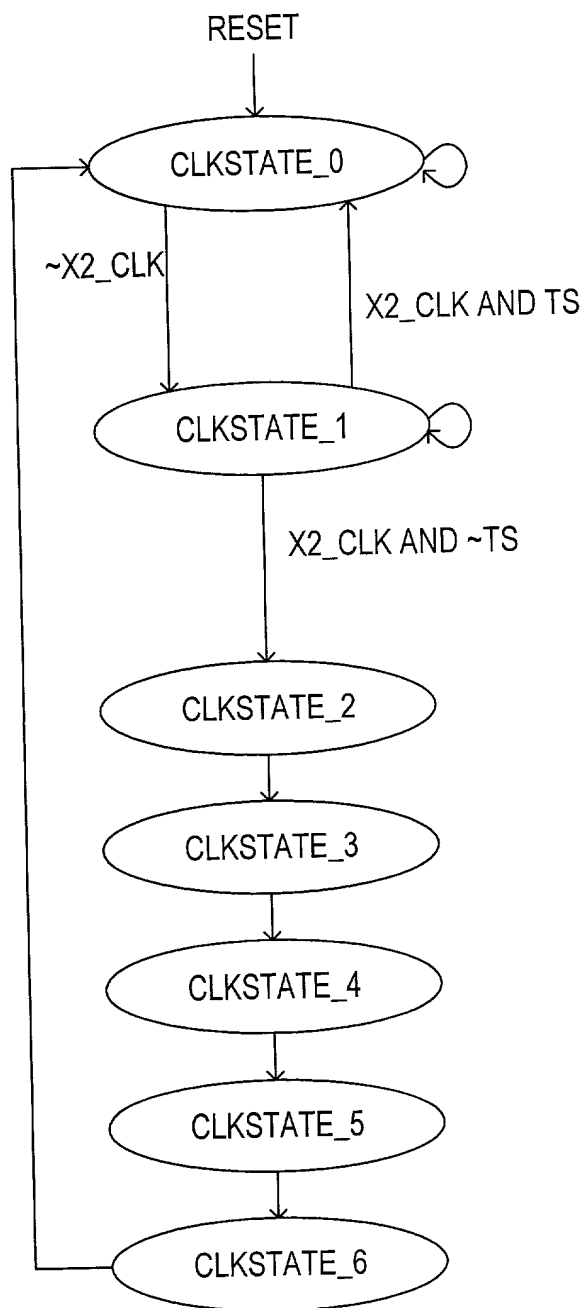 RESET
CLKSTATE_0
~X2_CLK
X2_CLK AND TS
CLKSTATE_1
X2_CLK AND ~TS
CLKSTATE_2
CLKSTATE_3
CLKSTATE_4
CLKSTATE_5
CLKSTATE_6